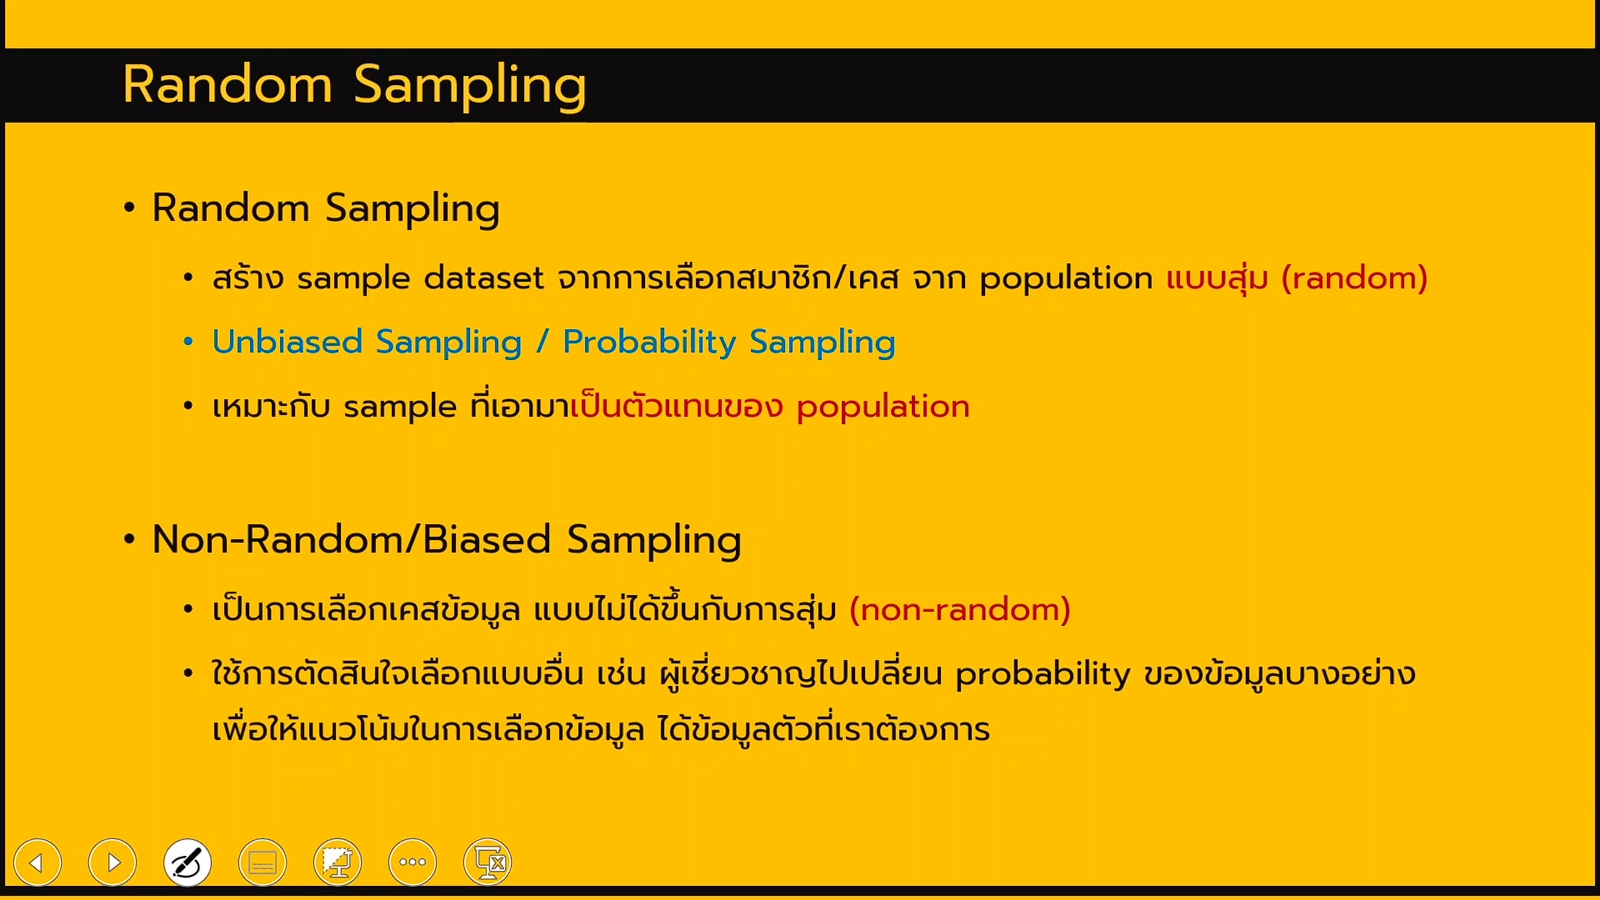 Random Sampling
• Random Sampling
• สร้าง sample dataset จากการเลือกสมาชิก/เคส จาก population แบบสุ่ม (random)
• Unbiased Sampling / Probability Sampling
• เหมาะกับ sample ที่เอามาเป็นตัวแทนของ population
• Non-Random/Biased Sampling
• เป็นการเลือกเคสข้อมูล แบบไม่ได้ขึ้นกับการสุ่ม (non-random)
• ใช้การตัดสินใจเลือกแบบอื่น เช่น ผู้เชี่ยวชาญไปเปลี่ยน probability ของข้อมูลบางอย่าง
เพื่อให้แนวโน้มในการเลือกข้อมูล ได้ข้อมูลตัวที่เราต้องการ